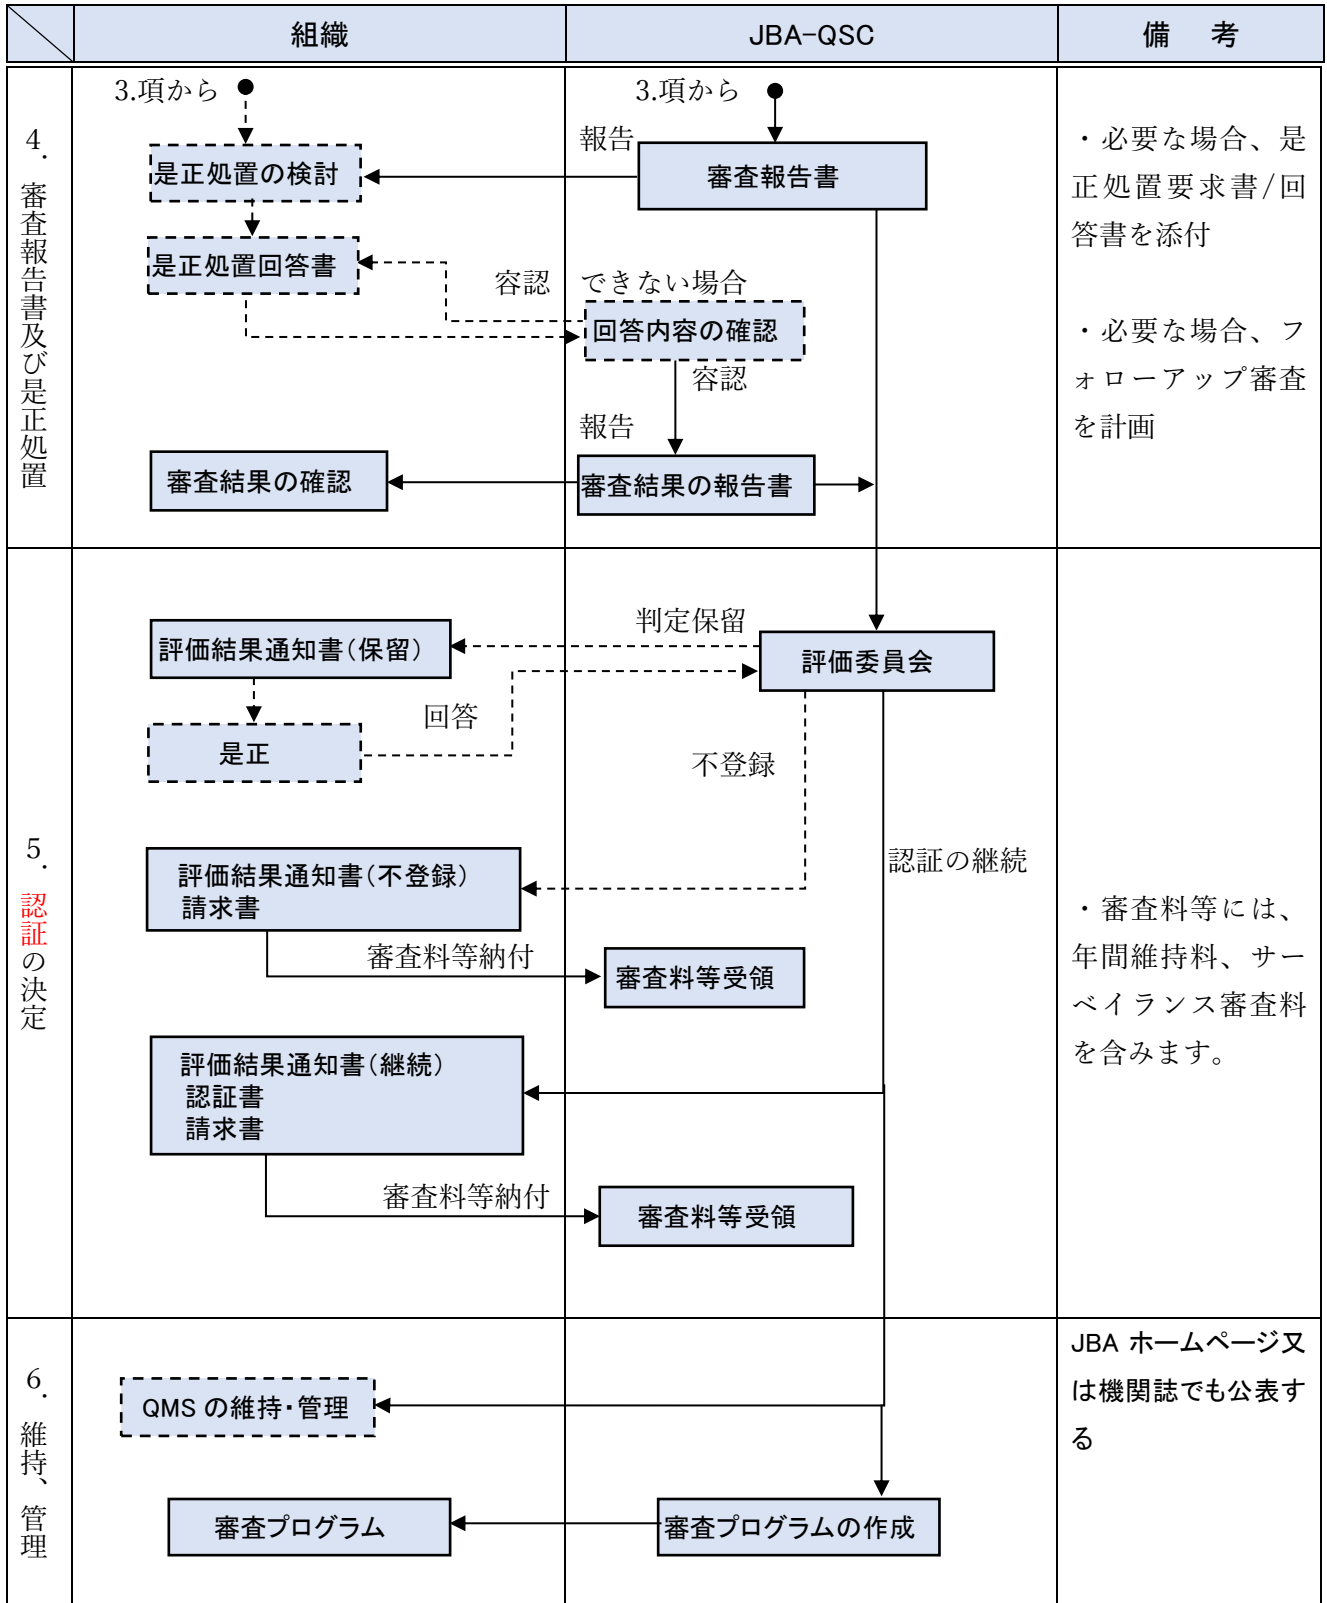 組織
JBA-QSC
備　考
4．審査報告書及び是正処置
3.項から
3.項から
報告
審査報告書
是正処置の検討
是正処置回答書
容認　できない場合
回答内容の確認
容認
報告
審査結果の確認
審査結果の報告書
・必要な場合、是
正処置要求書/回
答書を添付
・必要な場合、フ
ォローアップ審査
を計画
5．認証の決定
判定保留
評価結果通知書（保留）
評価委員会
回答
是正
不登録
認証の継続
評価結果通知書（不登録）
請求書
審査料等納付
審査料等受領
評価結果通知書（継続）
認証書
請求書
審査料等納付
審査料等受領
・審査料等には、
年間維持料、サー
ベイランス審査料
を含みます。
6．維持、管理
QMS の維持・管理
審査プログラム
審査プログラムの作成
JBA ホームページ又
は機関誌でも公表す
る